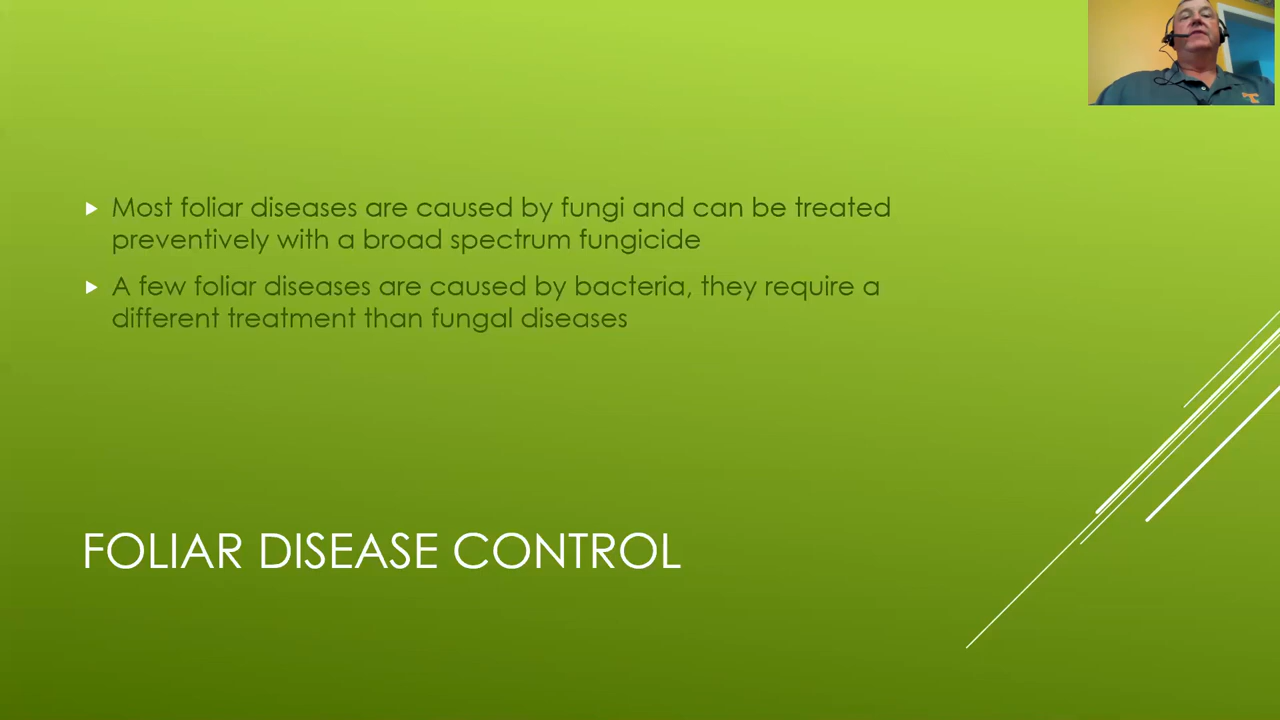 Most foliar diseases are caused by fungi and can be treated
preventively with a broad spectrum fungicide
A few foliar diseases are caused by bacteria, they require a
different treatment than fungal diseases
FOLIAR DISEASE CONTROL